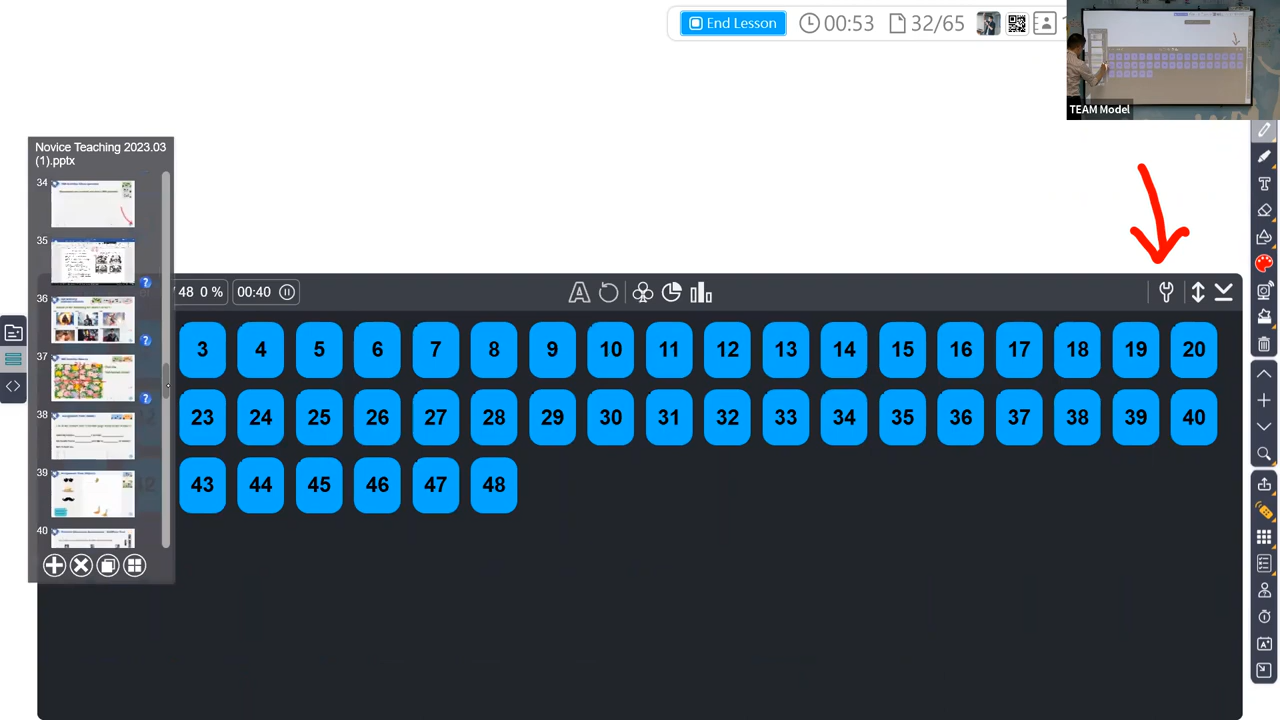 End Lesson 00:53 32/65
TEAM Model
Novice Teaching 2023.03
(1).pptx
34
35
36
37
38
39
40
/ 48 0 % 00:40
3 4 5 6 7 8 9 10 11 12 13 14 15 16 17 18 19 20
23 24 25 26 27 28 29 30 31 32 33 34 35 36 37 38 39 40
43 44 45 46 47 48